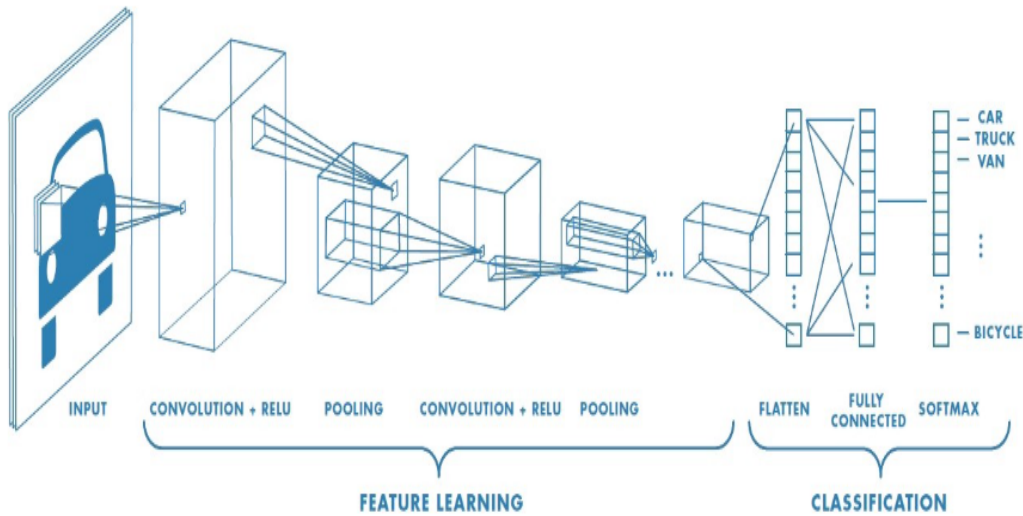 CAR
TRUCK
VAN
BICYCLE
INPUT
CONVOLUTION + RELU
POOLING
CONVOLUTION + RELU
POOLING
FLATTEN
FULLY
CONNECTED
SOFTMAX
FEATURE LEARNING
CLASSIFICATION